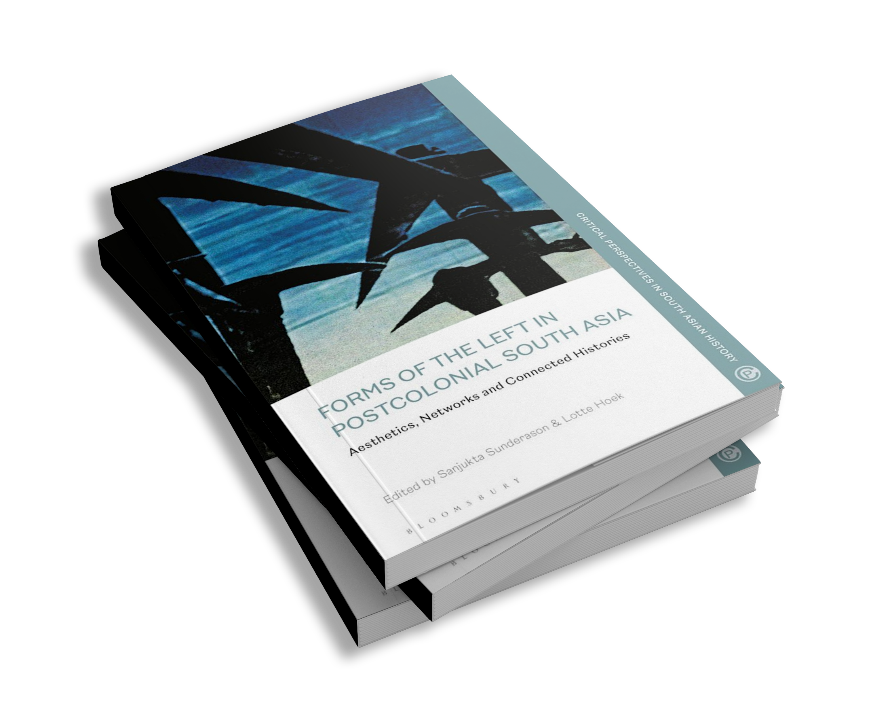 CRITICAL PERSPECTIVES IN SOUTH ASIAN HISTORY
FORMS OF THE LEFT IN
POSTCOLONIAL SOUTH ASIA
Aesthetics, Networks and Connected Histories
Edited by Sanjukta Sunderason & Lotte Hoek
BLOOMSBURY